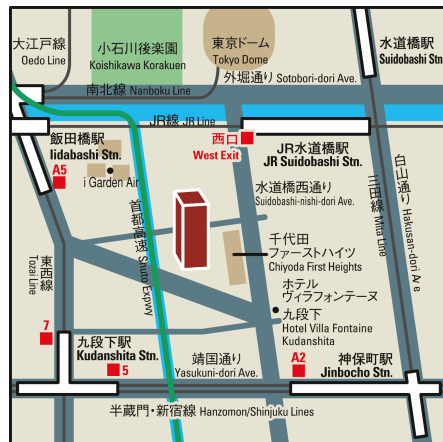 大江戸線
Oedo Line
小石川後楽園
Koishikawa Korakuen
東京ドーム
Tokyo Dome
水道橋駅
Suidobashi Stn.
外堀通り Sotobori-dori Ave.
南北線 Nanboku Line
JR線 JR Line
飯田橋駅
Iidabashi Stn.
A5
i Garden Air
西口
West Exit
JR水道橋駅
JR Suidobashi Stn.
水道橋西通り
Suidobashi-nishi-dori Ave.
白山通り Hakusan-dori Ave
三田線 Mita Line
首都高速 Shuto Expwy
東西線
Tozai Line
千代田
ファーストハイツ
Chiyoda First Heights
ホテル
ヴィラフォンテーヌ
九段下
Hotel Villa Fontaine
Kudanshita
7
九段下駅
Kudanshita Stn.
5
靖国通り
Yasukuni-dori Ave.
A2
神保町駅
Jinbocho Stn.
半蔵門・新宿線 Hanzomon/Shinjuku Lines